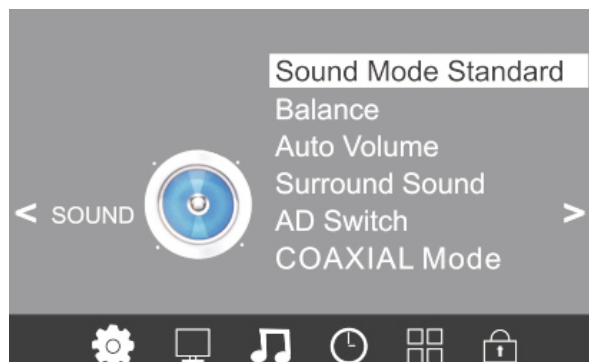 Sound Mode Standard
Balance
Auto Volume
Surround Sound
< SOUND
AD Switch
>
COAXIAL Mode